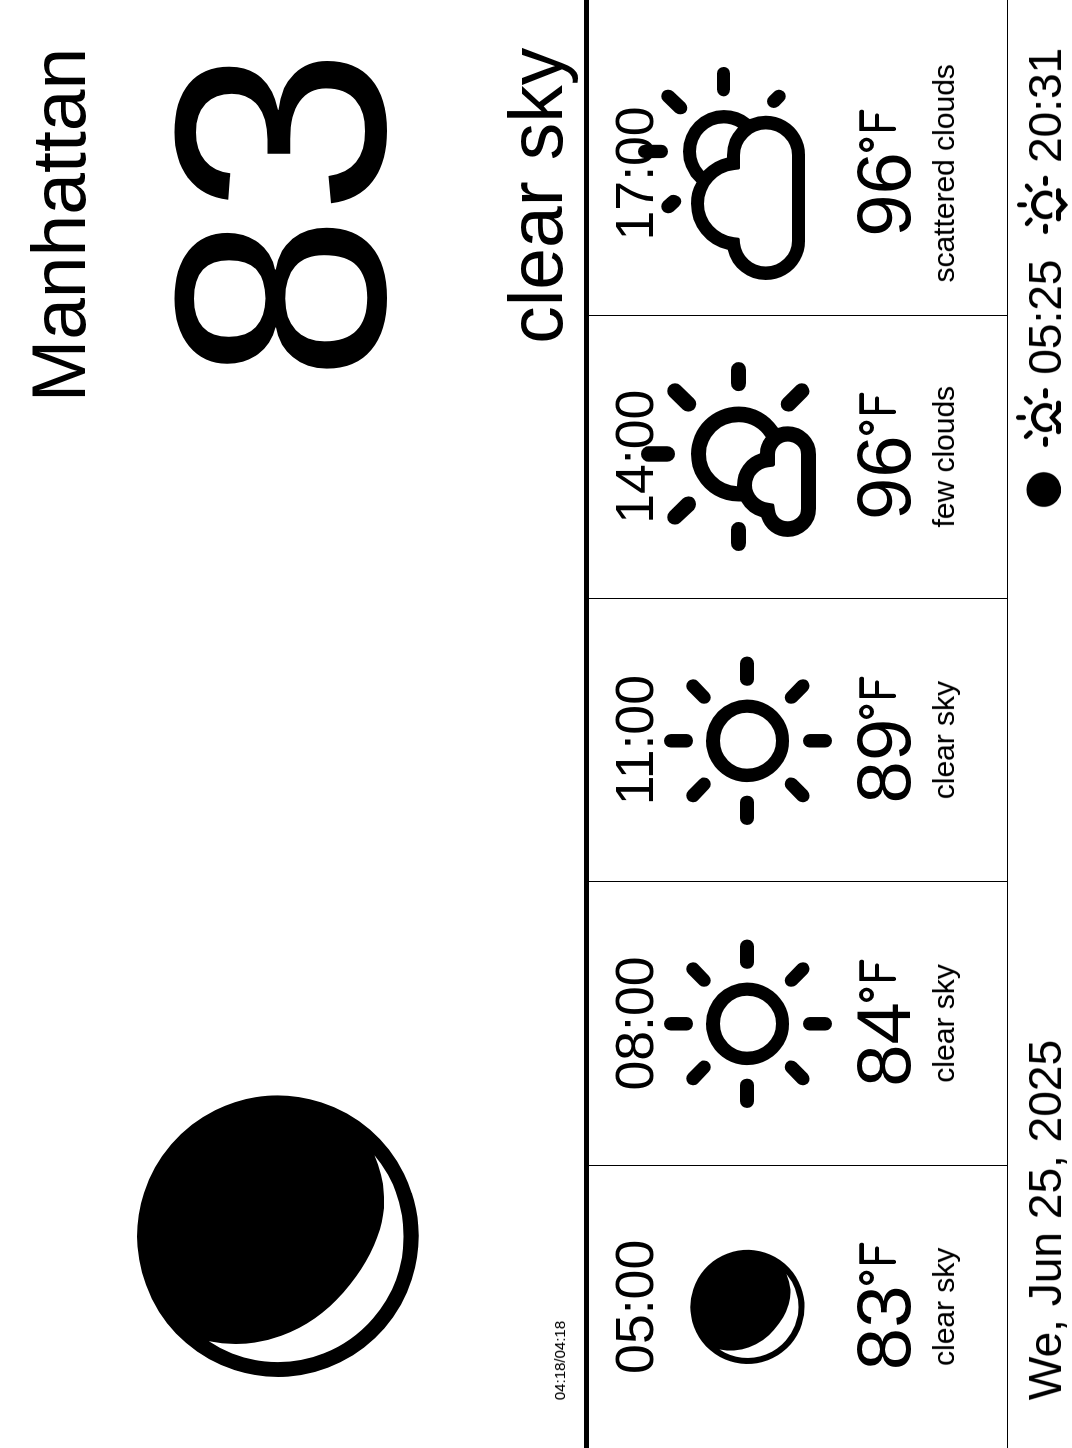 Manhattan
83
clear sky
04:18/04:18
05:00
83°F
clear sky
08:00
84°F
clear sky
11:00
89°F
clear sky
14:00
96°F
few clouds
17:00
96°F
scattered clouds
We, Jun 25, 2025
05:25
20:31